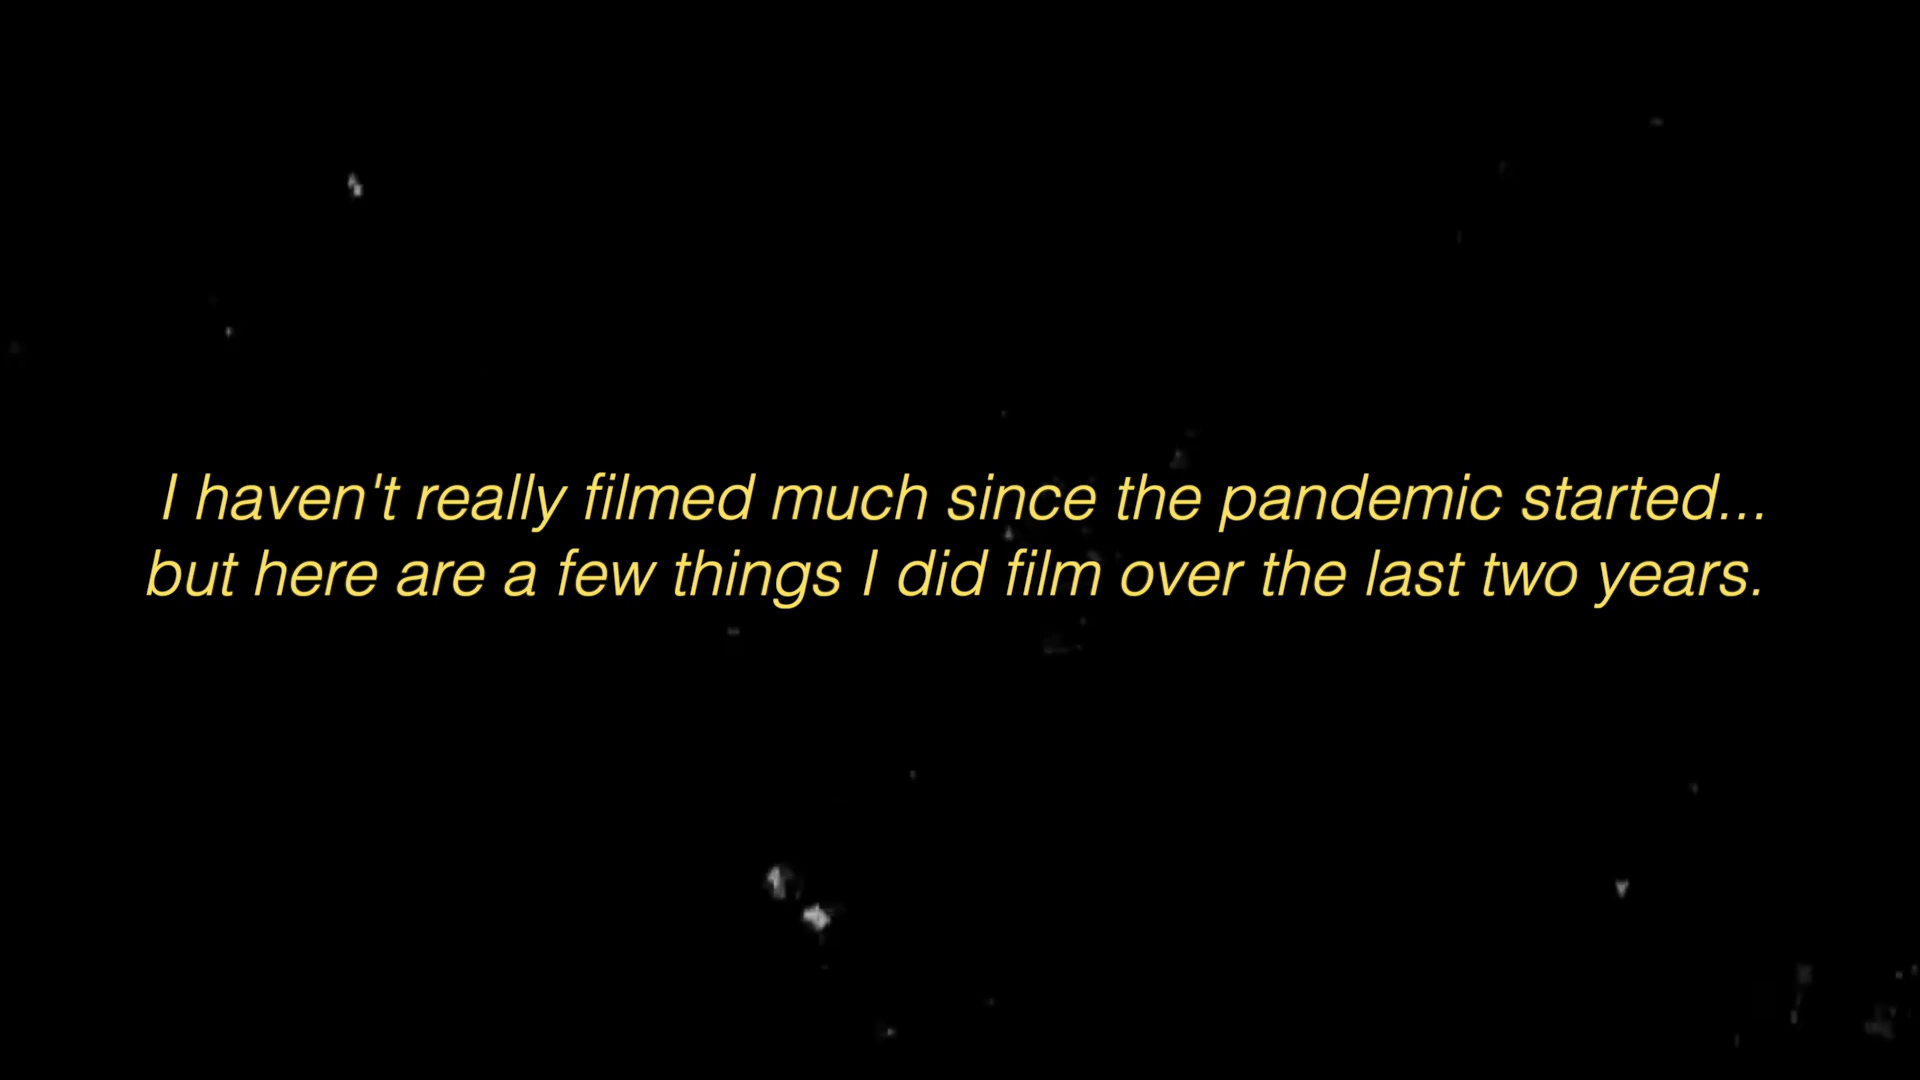 I haven't really filmed much since the pandemic started...
but here are a few things I did film over the last two years.